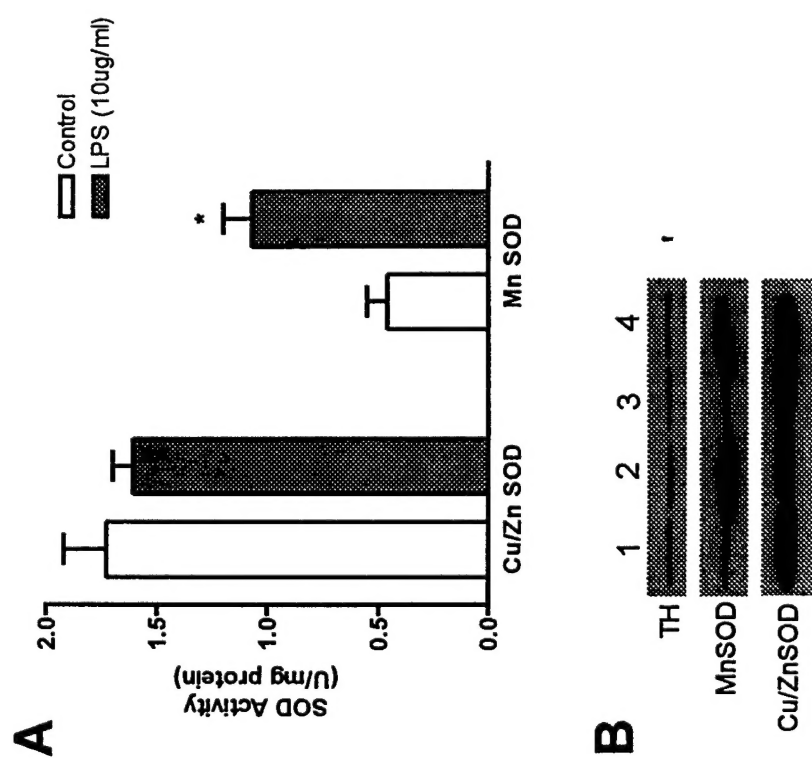 A
SOD Activity
(U/mg protein)
2.0
1.5
1.0
0.5
0.0
Control
LPS (10ug/ml)
*
Cu/Zn SOD
Mn SOD
B
1 2 3 4
TH
MnSOD
Cu/ZnSOD